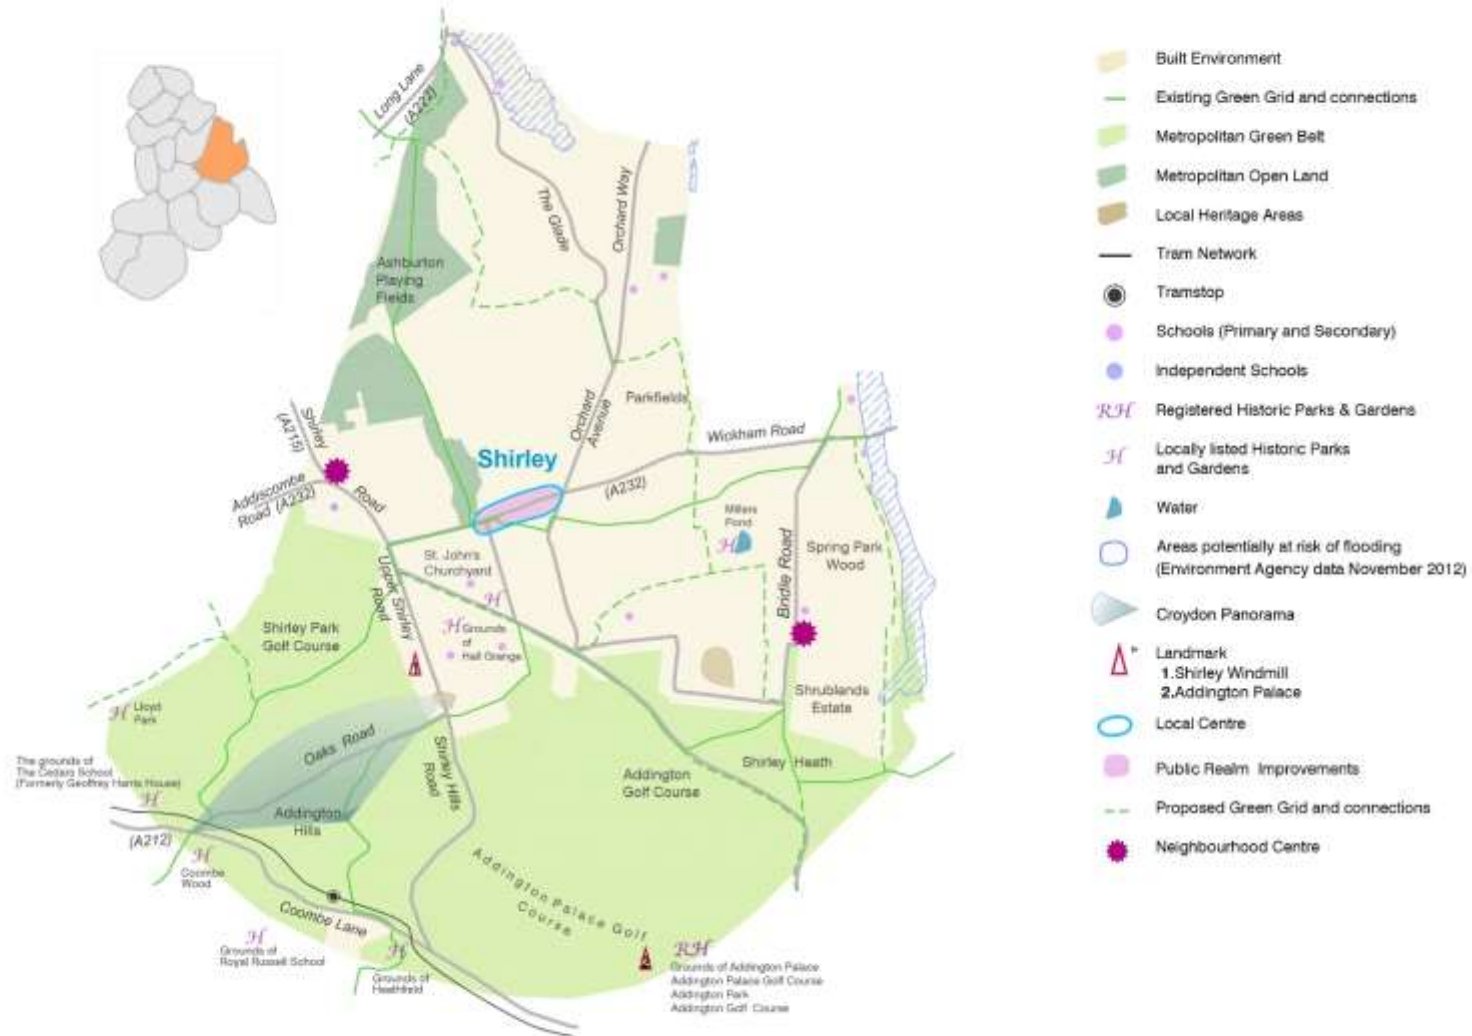 Long Lane
(A222)
The Glade
Orchard Way
Ashburton
Playing
Fields
Shirley
(A215)
Road
Addiscombe
Road (A232)
Orchard
Avenue
Parkfields
Wickham Road
(A232)
Shirley
Millers
Pond
H
Bridle Road
Spring Park
Wood
St. John's
Churchyard
H
Upper Shirley
Road
H Grounds
of
Hall Grange
Shirley Park
Golf Course
1
H Lloyd
Park
Oaks Road
Shirley Hills
Road
Shrublands
Estate
Shirley Heath
Addington
Golf Course
The grounds of
The Cedars School
(Formerly Geoffrey Harris House)
H
(A212)
Addington
Hills
H
Coombe
Wood
Coombe Lane
Addington Palace Golf
Course
H
Grounds of
Royal Russell School
H
Grounds of
Heathfield
2
RH
Grounds of Addington Palace
Addington Palace Golf Course
Addington Park
Addington Golf Course
Built Environment
Existing Green Grid and connections
Metropolitan Green Belt
Metropolitan Open Land
Local Heritage Areas
Tram Network
Tramstop
Schools (Primary and Secondary)
Independent Schools
RH Registered Historic Parks & Gardens
H Locally listed Historic Parks
and Gardens
Water
Areas potentially at risk of flooding
(Environment Agency data November 2012)
Croydon Panorama
Landmark
1.Shirley Windmill
2.Addington Palace
Local Centre
Public Realm Improvements
Proposed Green Grid and connections
Neighbourhood Centre